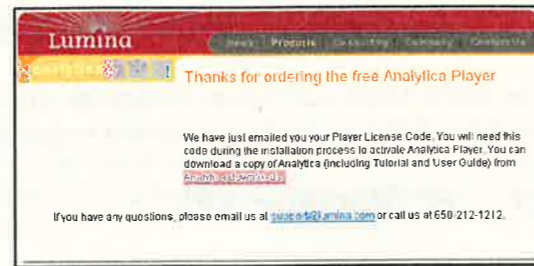 Lumina
News Products Consulting Company Contact Us
Thanks for ordering the free Analytica Player
We have just emailed you your Player License Code. You will need this
code during the installation process to activate Analytica Player. You can
download a copy of Analytica (including Tutorial and User Guide) from
If you have any questions, please email us at support@lumina.com or call us at 650-212-1212.